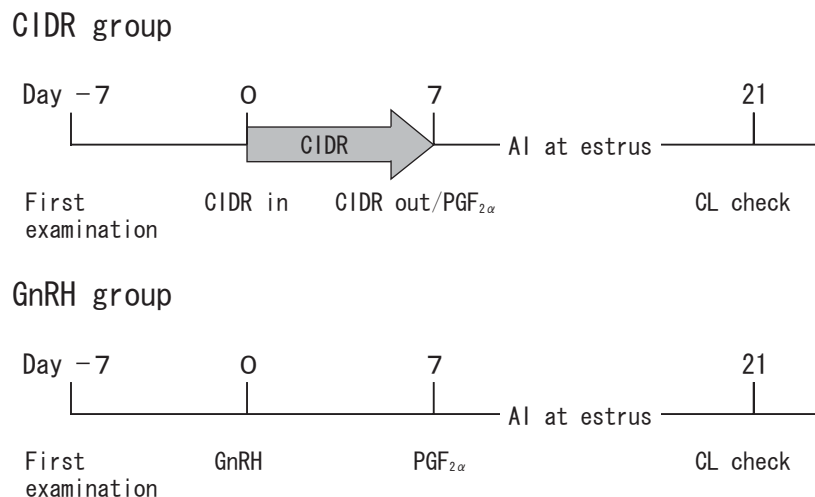 CIDR group
Day −7 0 7 21
CIDR
AI at estrus
First examination CIDR in CIDR out/PGF₂α CL check
GnRH group
Day −7 0 7 21
AI at estrus
First examination GnRH PGF₂α CL check